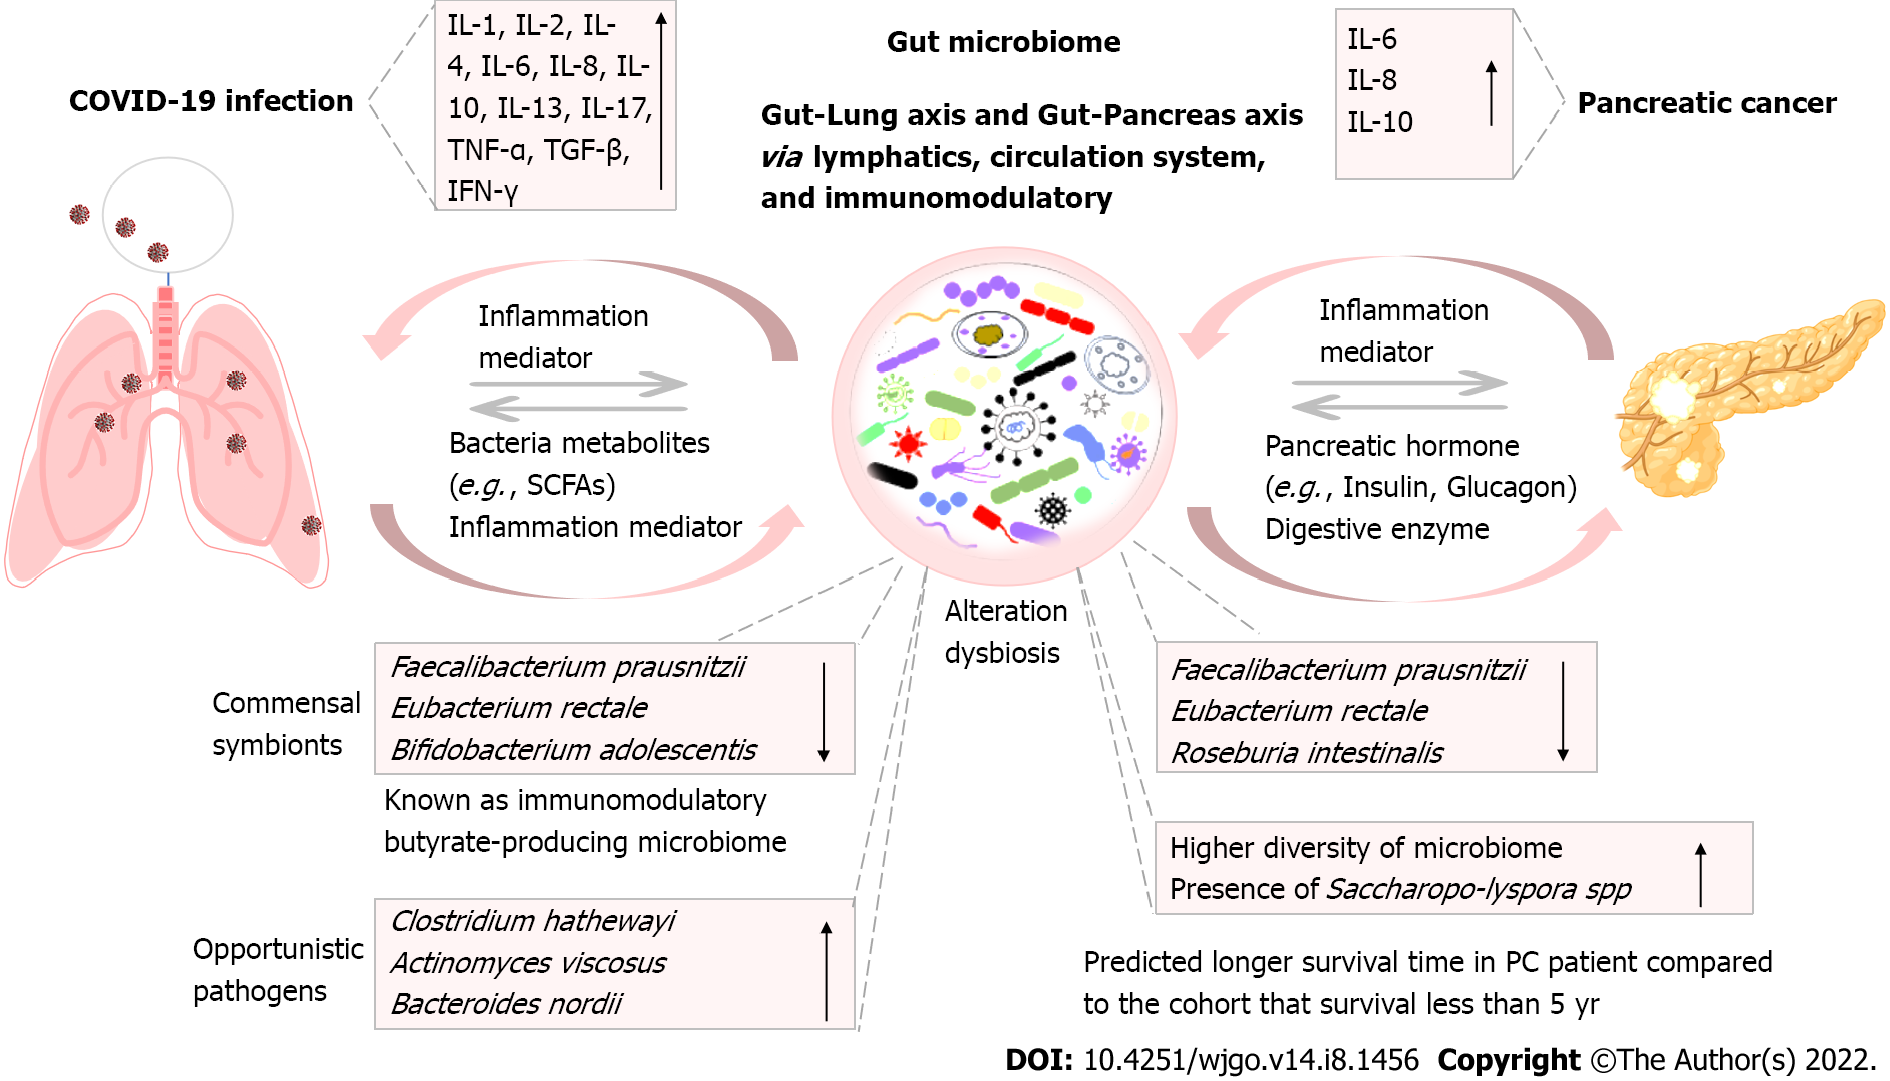 COVID-19 infection
IL-1, IL-2, IL-
4, IL-6, IL-8, IL-
10, IL-13, IL-17,
TNF-α, TGF-β,
IFN-γ
Gut microbiome
Gut-Lung axis and Gut-Pancreas axis
via lymphatics, circulation system,
and immunomodulatory
IL-6
IL-8
IL-10
Pancreatic cancer
Inflammation
mediator
Bacteria metabolites
(e.g., SCFAs)
Inflammation mediator
Inflammation
mediator
Pancreatic hormone
(e.g., Insulin, Glucagon)
Digestive enzyme
Alteration
dysbiosis
Commensal
symbionts
Faecalibacterium prausnitzii
Eubacterium rectale
Bifidobacterium adolescentis
Known as immunomodulatory
butyrate-producing microbiome
Opportunistic
pathogens
Clostridium hathewayi
Actinomyces viscosus
Bacteroides nordii
Faecalibacterium prausnitzii
Eubacterium rectale
Roseburia intestinalis
Higher diversity of microbiome
Presence of Saccharopo-lyspora spp
Predicted longer survival time in PC patient compared
to the cohort that survival less than 5 yr
DOI: 10.4251/wjgo.v14.i8.1456 Copyright ©The Author(s) 2022.